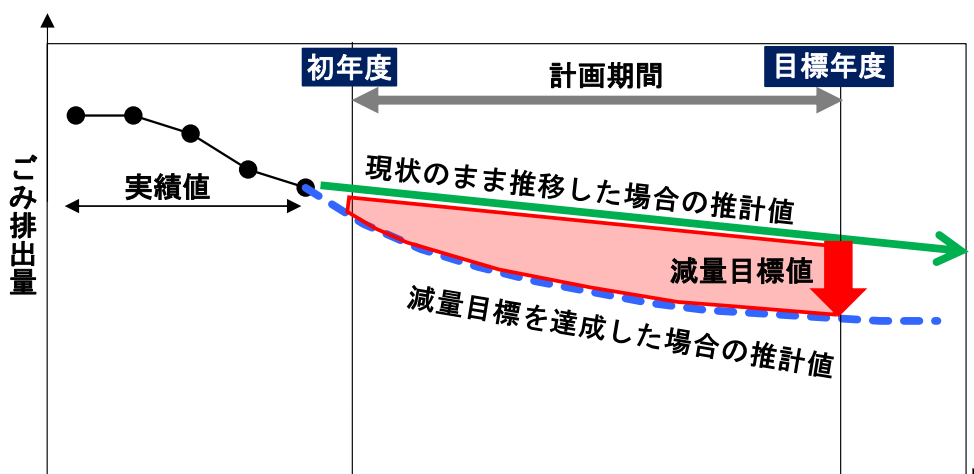 初年度
目標年度
計画期間
現状のまま推移した場合の推計値
実績値
ごみ排出量
減量目標値
減量目標を達成した場合の推計値